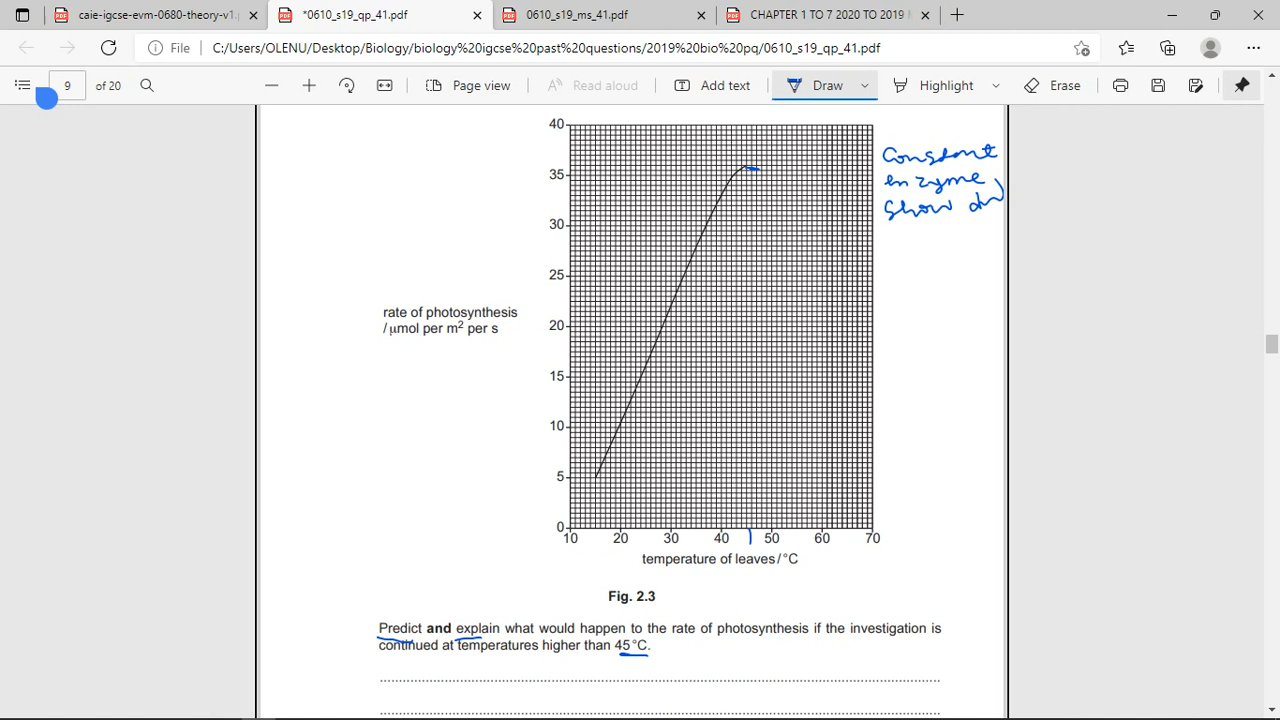 caie-igcse-evm-0680-theory-v1.p
*0610_s19_qp_41.pdf
0610_s19_ms_41.pdf
CHAPTER 1 TO 7 2020 TO 2019 M
File
C:/Users/OLENU/Desktop/Biology/biology%20igcse%20past%20questions/2019%20bio%20pq/0610_s19_qp_41.pdf
9 of 20
Page view
Read aloud
Add text
Draw
Highlight
Erase
40
35
30
25
20
15
10
5
0
10 20 30 40 50 60 70
rate of photosynthesis
/ μmol per m² per s
temperature of leaves / °C
Constant
enzyme
Show
Fig. 2.3
Predict and explain what would happen to the rate of photosynthesis if the investigation is
continued at temperatures higher than 45 °C.